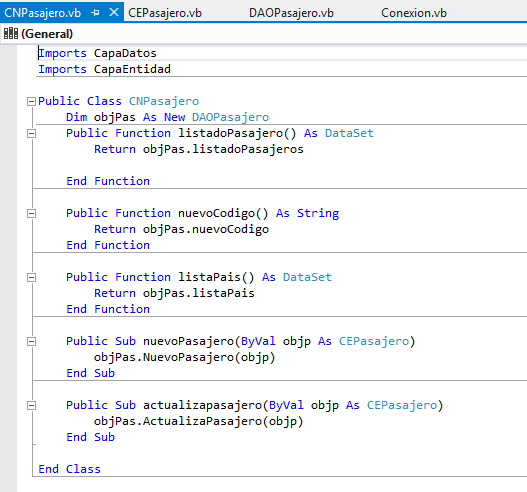 CNPasajero.vb CEPasajero.vb DAOPasajero.vb Conexion.vb
(General)
Imports CapaDatos
Imports CapaEntidad
Public Class CNPasajero
Dim objPas As New DAOPasajero
Public Function listadoPasajero() As DataSet
Return objPas.listadoPasajeros
End Function
Public Function nuevoCodigo() As String
Return objPas.nuevoCodigo
End Function
Public Function listaPais() As DataSet
Return objPas.listaPais
End Function
Public Sub nuevoPasajero(ByVal objp As CEPasajero)
objPas.NuevoPasajero(objp)
End Sub
Public Sub actualizapasajero(ByVal objp As CEPasajero)
objPas.ActualizaPasajero(objp)
End Sub
End Class